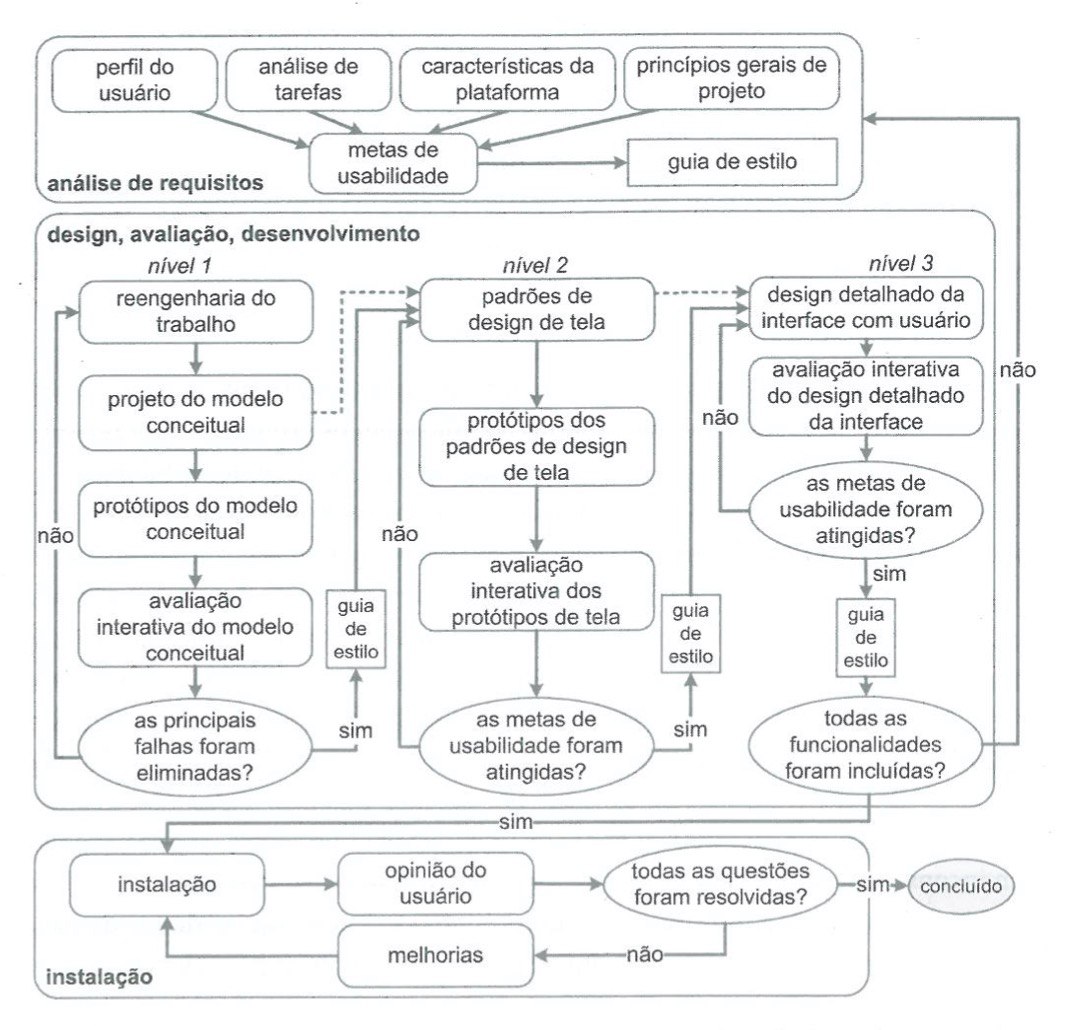 perfil do
usuário
análise de
tarefas
características da
plataforma
princípios gerais de
projeto
metas de
usabilidade
guia de estilo
análise de requisitos
design, avaliação, desenvolvimento
nível 1
reengenharia do
trabalho
projeto do modelo
conceitual
protótipos do modelo
conceitual
avaliação
interativa do modelo
conceitual
as principais
falhas foram
eliminadas?
não
sim
guia
de
estilo
nível 2
padrões de
design de tela
protótipos dos
padrões de design
de tela
avaliação
interativa dos
protótipos de tela
as metas de
usabilidade foram
atingidas?
não
sim
guia
de
estilo
nível 3
design detalhado da
interface com usuário
avaliação interativa
do design detalhado
da interface
as metas de
usabilidade foram
atingidas?
não
sim
guia
de
estilo
todas as
funcionalidades
foram incluídas?
não
sim
instalação
opinião do
usuário
todas as questões
foram resolvidas?
sim
concluído
não
melhorias
instalação